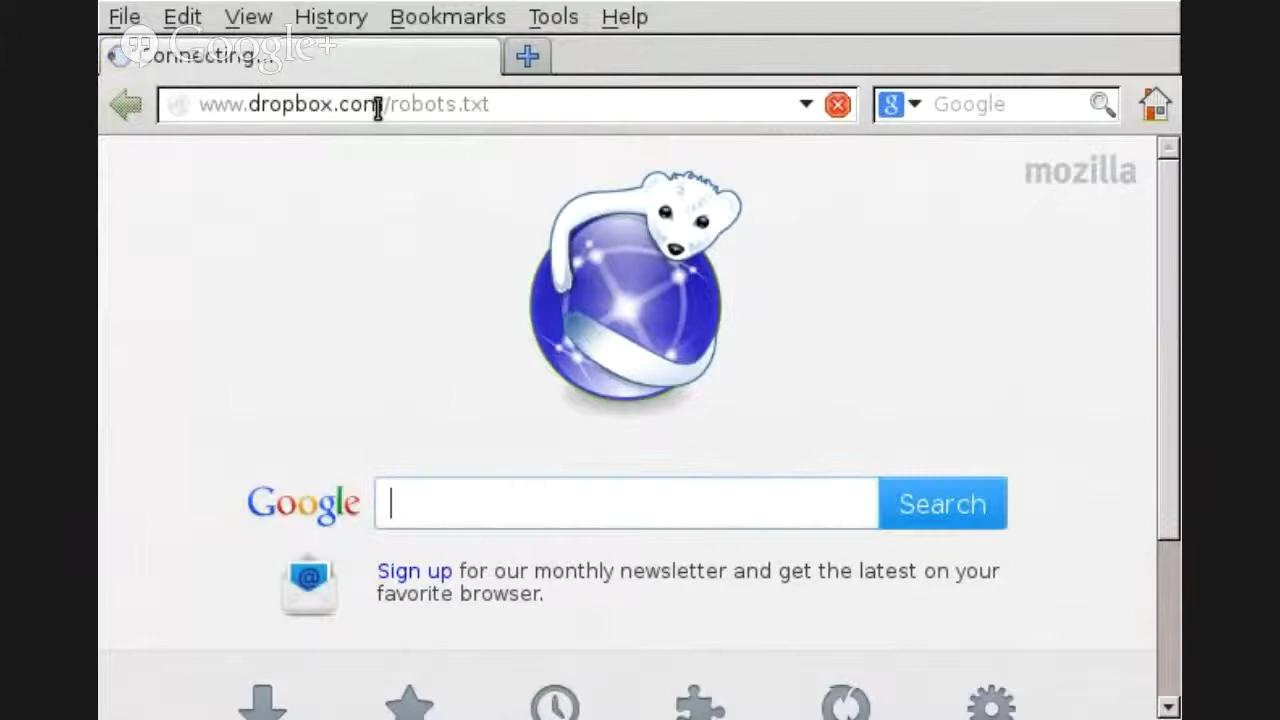 File Edit View History Bookmarks Tools Help
Google+
Connecting...
www.dropbox.com/robots.txt
8 Google
mozilla
Google
Search
@
Sign up for our monthly newsletter and get the latest on your
favorite browser.